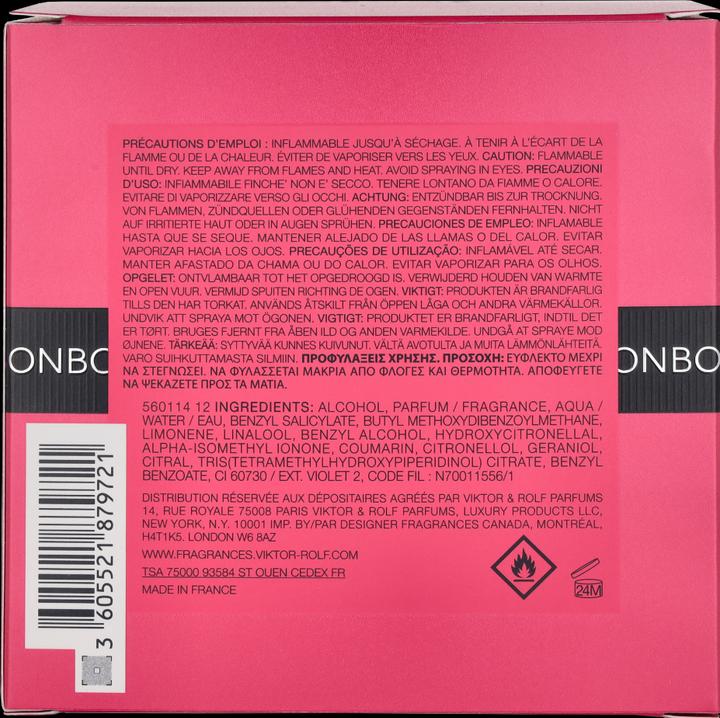 PRÉCAUTIONS D'EMPLOI : INFLAMMABLE JUSQU'À SÉCHAGE. À TENIR À L'ÉCART DE LA
FLAMME OU DE LA CHALEUR. ÉVITER DE VAPORISER VERS LES YEUX. CAUTION: FLAMMABLE
UNTIL DRY. KEEP AWAY FROM FLAMES AND HEAT. AVOID SPRAYING IN EYES. PRECAUZIONI
D'USO: INFIAMMABILE FINCHE' NON E' SECCO. TENERE LONTANO DA FIAMME O CALORE.
EVITARE DI VAPORIZZARE VERSO GLI OCCHI. ACHTUNG: ENTZÜNDBAR BIS ZUR TROCKNUNG.
VON FLAMMEN, ZÜNDQUELLEN ODER GLÜHENDEN GEGENSTÄNDEN FERNHALTEN. NICHT
AUF IRRITIERTE HAUT ODER IN AUGEN SPRÜHEN. PRECAUCIONES DE EMPLEO: INFLAMABLE
HASTA QUE SE SEQUE. MANTENER ALEJADO DE LAS LLAMAS O DEL CALOR. EVITAR
VAPORIZAR HACIA LOS OJOS. PRECAUÇÕES DE UTILIZAÇÃO: INFLAMÁVEL ATÉ SECAR.
MANTER AFASTADO DA CHAMA OU DO CALOR. EVITAR VAPORIZAR PARA OS OLHOS.
OPGELET: ONTVLAMBAAR TOT HET OPGEDROOGD IS. VERWIJDERD HOUDEN VAN WARMTE
EN OPEN VUUR. VERMIJD SPUITEN RICHTING DE OGEN. VIKTIGT: PRODUKTEN ÄR BRANDFARLIG
TILLS DEN HAR TORKAT. ANVÄNDS ÅTSKILT FRÅN ÖPPEN LÅGA OCH ANDRA VÄRMEKÄLLOR.
UNDVIK ATT SPRAYA MOT ÖGONEN. VIGTIGT: PRODUKTET ER BRANDFARLIGT, INDTIL DET
ER TØRT. BRUGES FJERNT FRA ÅBEN ILD OG ANDEN VARMEKILDE. UNDGÅ AT SPRAYE MOD
ØJNENE. TÄRKEÄÄ: SYTTYVÄÄ KUNNES KUIVUNUT. VÄLTÄ AVOTULTA JA MUITA LÄMMÖNLÄHTEITÄ.
VARO SUIHKUTTAMASTA SILMIIN. ΠΡΟΦΥΛΑΞΕΙΣ ΧΡΗΣΗΣ. ΠΡΟΣΟΧΗ: ΕΥΦΛΕΚΤΟ ΜΕΧΡΙ
ΝΑ ΣΤΕΓΝΩΣΕΙ. ΝΑ ΦΥΛΑΣΣΕΤΑΙ ΜΑΚΡΙΑ ΑΠΟ ΦΛΟΓΕΣ ΚΑΙ ΘΕΡΜΟΤΗΤΑ. ΑΠΟΦΕΥΓΕΤΕ
ΝΑ ΨΕΚΑΖΕΤΕ ΠΡΟΣ ΤΑ ΜΑΤΙΑ.
ONBO
ONBO
560114 12 INGREDIENTS: ALCOHOL, PARFUM / FRAGRANCE, AQUA /
WATER / EAU, BENZYL SALICYLATE, BUTYL METHOXYDIBENZOYLMETHANE,
LIMONENE, LINALOOL, BENZYL ALCOHOL, HYDROXYCITRONELLAL,
ALPHA-ISOMETHYL IONONE, COUMARIN, CITRONELLOL, GERANIOL,
CITRAL, TRIS(TETRAMETHYLHYDROXYPIPERIDINOL) CITRATE, BENZYL
BENZOATE, CI 60730 / EXT. VIOLET 2, CODE FIL : N70011556/1
DISTRIBUTION RÉSERVÉE AUX DÉPOSITAIRES AGRÉÉS PAR VIKTOR & ROLF PARFUMS
14, RUE ROYALE 75008 PARIS VIKTOR & ROLF PARFUMS, LUXURY PRODUCTS LLC,
NEW YORK, N.Y. 10001 IMP. BY/PAR DESIGNER FRAGRANCES CANADA, MONTRÉAL,
H4T1K5. LONDON W6 8AZ
WWW.FRAGRANCES.VIKTOR-ROLF.COM
TSA 75000 93584 ST OUEN CEDEX FR
MADE IN FRANCE
24M
3 605521 879721